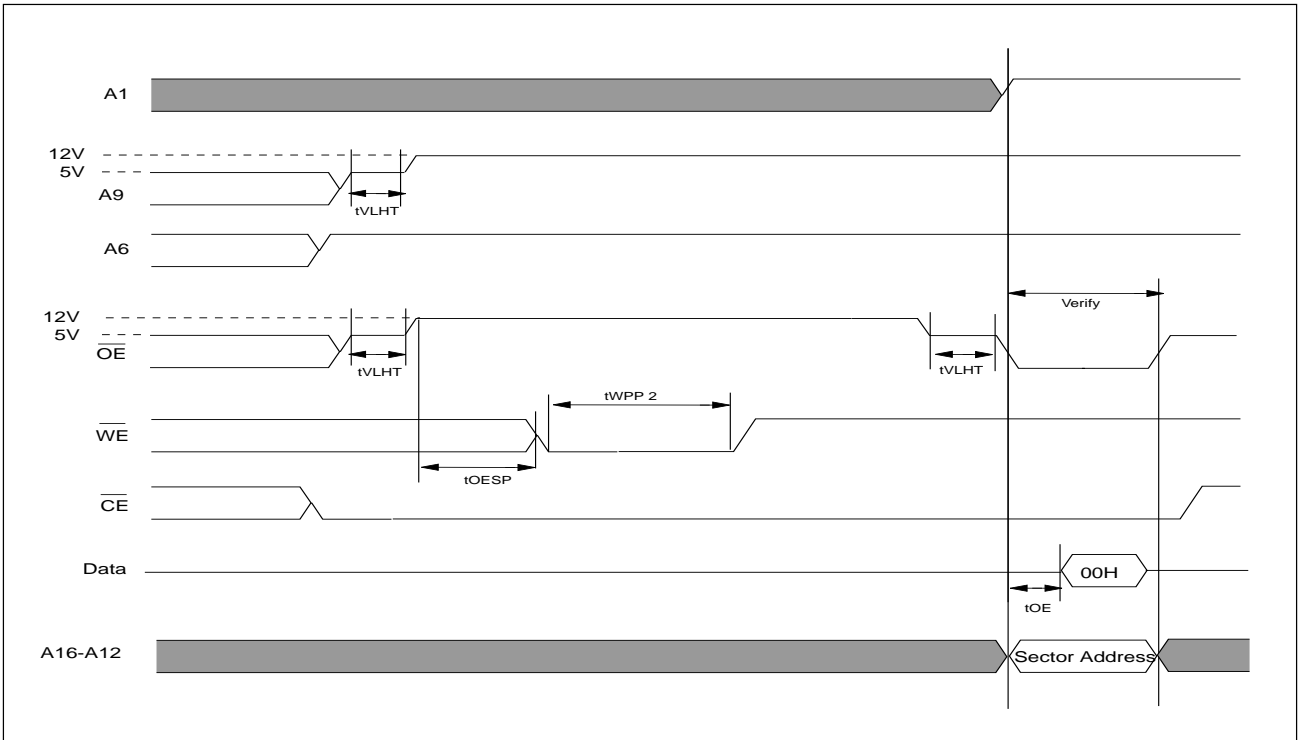 A1
12V
5V
A9
tVLHT
A6
Verify
12V
5V
OE
tVLHT
tVLHT
tWPP 2
WE
tOESP
CE
Data
00H
tOE
A16-A12
Sector Address